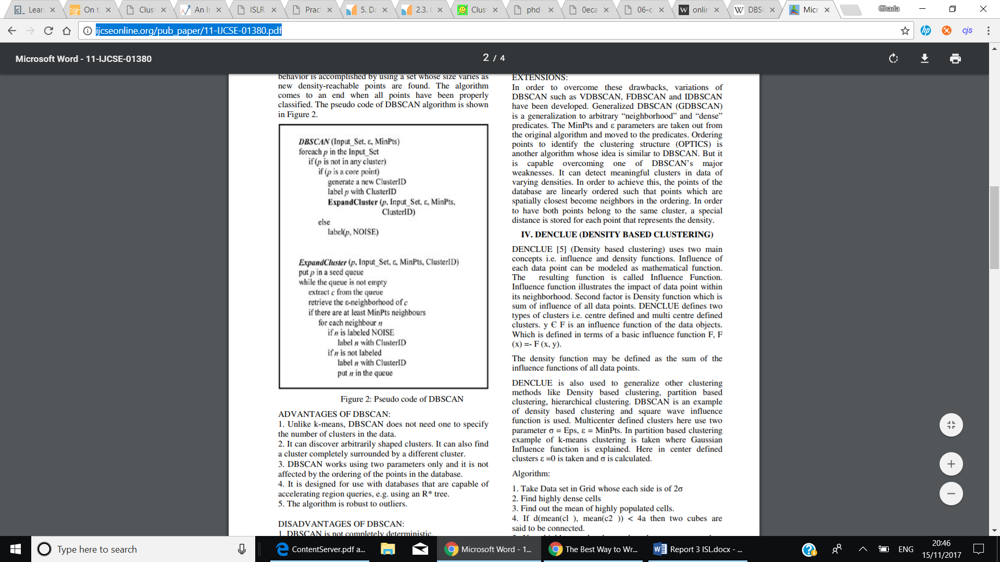 Learn
On t
Clust
An I
ISLR
Prac
5. Da
2.3.
Clus
phd-
0eca
06-c
onlin
DBS
Micr
Ghada
ijcseonline.org/pub_paper/11-IJCSE-01380.pdf
hp
cjs
Microsoft Word - 11-IJCSE-01380
2 / 4
behavior is accomplished by using a set whose size varies as
new density-reachable points are found. The algorithm
comes to an end when all points have been properly
classified. The pseudo code of DBSCAN algorithm is shown
in Figure 2.
DBSCAN (Input_Set, ε, MinPts)
foreach p in the Input_Set
if (p is not in any cluster)
if (p is a core point)
generate a new ClusterID
label p with ClusterID
ExpandCluster (p, Input_Set, ε, MinPts,
ClusterID)
else
label(p, NOISE)
ExpandCluster (p, Input_Set, ε, MinPts, ClusterID)
put p in a seed queue
while the queue is not empty
extract c from the queue
retrieve the ε-neighborhood of c
if there are at least MinPts neighbours
for each neighbour n
if n is labeled NOISE
label n with ClusterID
if n is not labeled
label n with ClusterID
put n in the queue
Figure 2: Pseudo code of DBSCAN
ADVANTAGES OF DBSCAN:
1. Unlike k-means, DBSCAN does not need one to specify
the number of clusters in the data.
2. It can discover arbitrarily shaped clusters. It can also find
a cluster completely surrounded by a different cluster.
3. DBSCAN works using two parameters only and it is not
affected by the ordering of the points in the database.
4. It is designed for use with databases that are capable of
accelerating region queries, e.g. using an R* tree.
5. The algorithm is robust to outliers.
DISADVANTAGES OF DBSCAN:
1. DBSCAN is not completely deterministic.
EXTENSIONS:
In order to overcome these drawbacks, variations of
DBSCAN such as VDBSCAN, FDBSCAN and IDBSCAN
have been developed. Generalized DBSCAN (GDBSCAN)
is a generalization to arbitrary “neighborhood” and “dense”
predicates. The MinPts and ε parameters are taken out from
the original algorithm and moved to the predicates. Ordering
points to identify the clustering structure (OPTICS) is
another algorithm whose idea is similar to DBSCAN. But it
is capable overcoming one of DBSCAN’s major
weaknesses. It can detect meaningful clusters in data of
varying densities. In order to achieve this, the points of the
database are linearly ordered such that points which are
spatially closest become neighbors in the ordering. In order
to have both points belong to the same cluster, a special
distance is stored for each point that represents the density.
IV. DENCLUE (DENSITY BASED CLUSTERING)
DENCLUE [5] (Density based clustering) uses two main
concepts i.e. influence and density functions. Influence of
each data point can be modeled as mathematical function.
The resulting function is called Influence Function.
Influence function illustrates the impact of data point within
its neighborhood. Second factor is Density function which is
sum of influence of all data points. DENCLUE defines two
types of clusters i.e. centre defined and multi centre defined
clusters. y Є F is an influence function of the data objects.
Which is defined in terms of a basic influence function F, F
(x) =- F (x, y).
The density function may be defined as the sum of the
influence functions of all data points.
DENCLUE is also used to generalize other clustering
methods like Density based clustering, partition based
clustering, hierarchical clustering. DBSCAN is an example
of density based clustering and square wave influence
function is used. Multicenter defined clusters here use two
parameter σ = Eps, ε = MinPts. In partition based clustering
example of k-means clustering is taken where Gaussian
Influence function is explained. Here in center defined
clusters ε =0 is taken and σ is calculated.
Algorithm:
1. Take Data set in Grid whose each side is of 2σ
2. Find highly dense cells
3. Find out the mean of highly populated cells.
4. If d(mean(cl ), mean(c2 )) < 4a then two cubes are
said to be connected.
Type here to search
ContentServer.pdf a...
Microsoft Word - 1...
The Best Way to Wr...
Report 3 ISL.docx - ...
ENG
20:46
15/11/2017